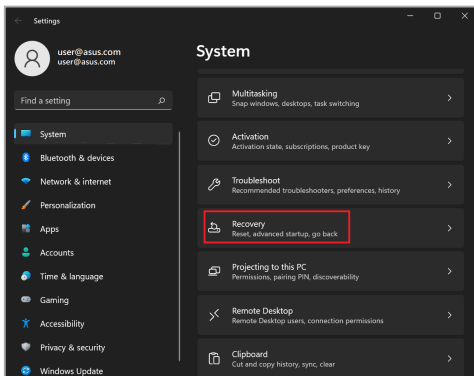 Settings
user@asus.com
user@asus.com
Find a setting
System
Bluetooth & devices
Network & internet
Personalization
Apps
Accounts
Time & language
Gaming
Accessibility
Privacy & security
Windows Update
System
Multitasking
Snap windows, desktops, task switching
Activation
Activation state, subscriptions, product key
Troubleshoot
Recommended troubleshooters, preferences, history
Recovery
Reset, advanced startup, go back
Projecting to this PC
Permissions, pairing PIN, discoverability
Remote Desktop
Remote Desktop users, connection permissions
Clipboard
Cut and copy history, sync, clear